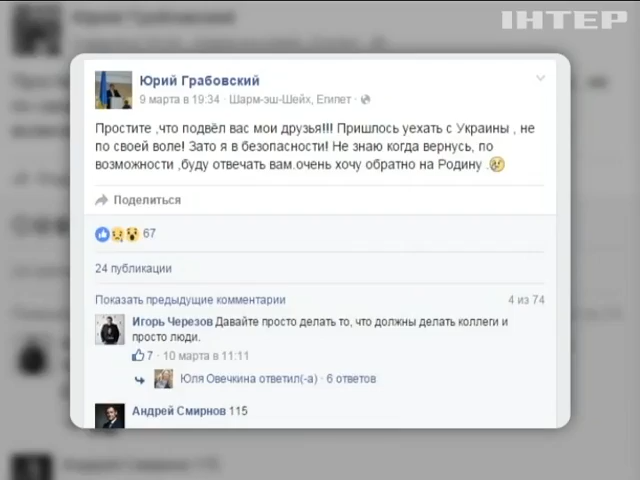 ІНТЕР
Юрий Грабовский
9 марта в 19:34 · Шарм-эш-Шейх, Египет ·
Простите ,что подвёл вас мои друзья!!! Пришлось уехать с Украины , не
по своей воле! Зато я в безопасности! Не знаю когда вернусь, по
возможности ,буду отвечать вам.очень хочу обратно на Родину .
Поделиться
67
24 публикации
Показать предыдущие комментарии 4 из 74
Игорь Черезов Давайте просто делать то, что должны делать коллеги и
просто люди.
7 · 10 марта в 11:11
Юля Овечкина ответил(-а) · 6 ответов
Андрей Смирнов 115